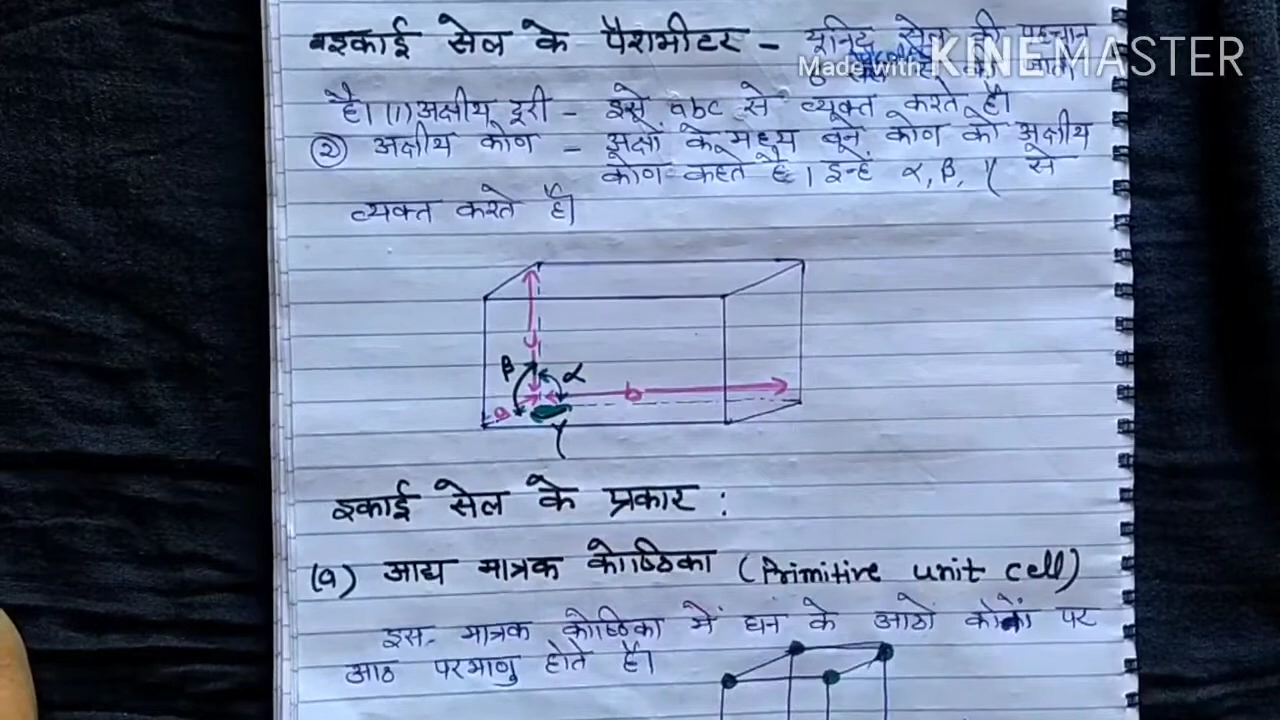 इकाई सेल के पैरामीटर - यूनिट सेल की पहचान
Made with KINEMASTER
है। (1) अक्षीय दूरी - इसे abc से व्यक्त करते हैं।
② अक्षीय कोण - अक्षों के मध्य बने कोण को अक्षीय
कोण कहते है। इन्हें α, β, γ से
व्यक्त करते हैं।
β α
a b
γ
इकाई सेल के प्रकार :
(a) आद्य मात्रक कोष्ठिका (Primitive unit cell)
इस मात्रक कोष्ठिका में घन के आठों कोनों पर
आठ परमाणु होते हैं।